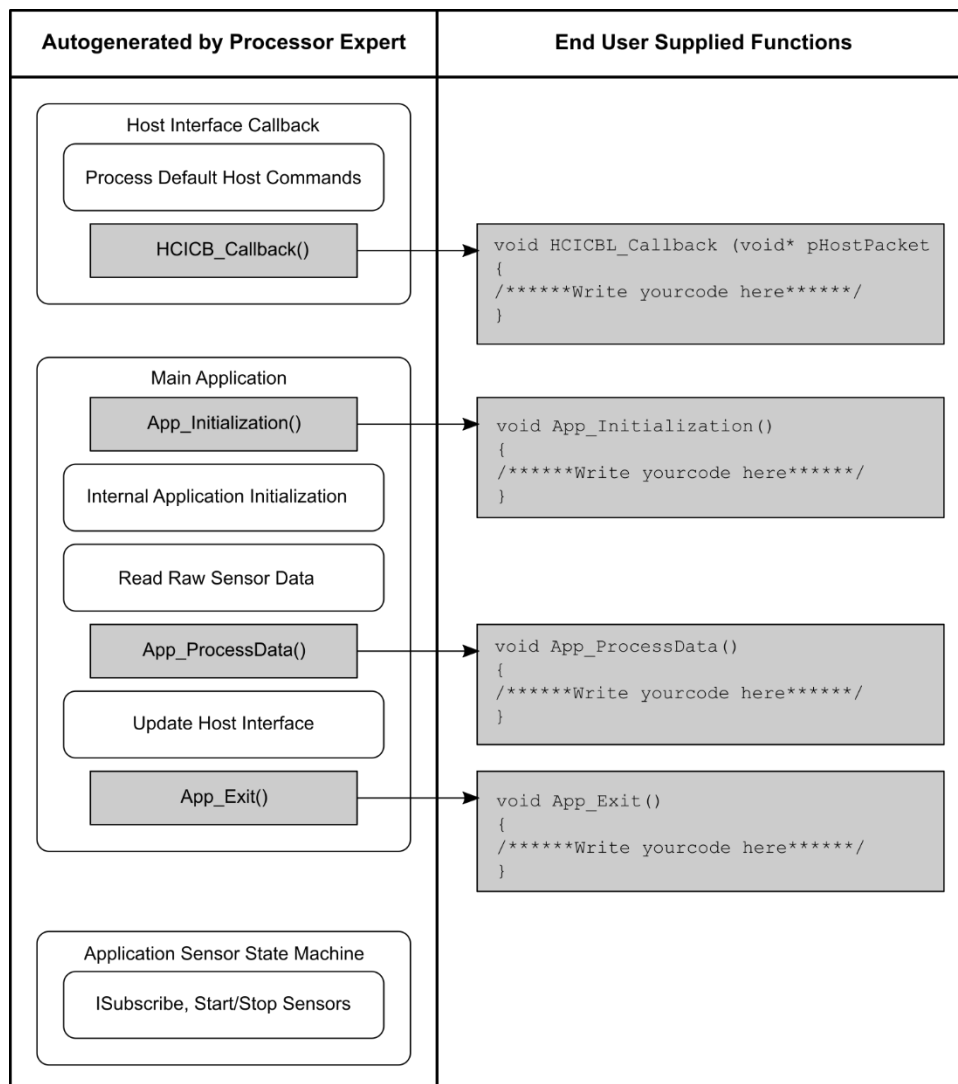 Autogenerated by Processor Expert
End User Supplied Functions
Host Interface Callback
Process Default Host Commands
HCICB_Callback()
void HCICBL_Callback (void* pHostPacket
{
/******Write yourcode here******/
}
Main Application
App_Initialization()
void App_Initialization()
{
/******Write yourcode here******/
}
Internal Application Initialization
Read Raw Sensor Data
App_ProcessData()
void App_ProcessData()
{
/******Write yourcode here******/
}
Update Host Interface
App_Exit()
void App_Exit()
{
/******Write yourcode here******/
}
Application Sensor State Machine
ISubscribe, Start/Stop Sensors